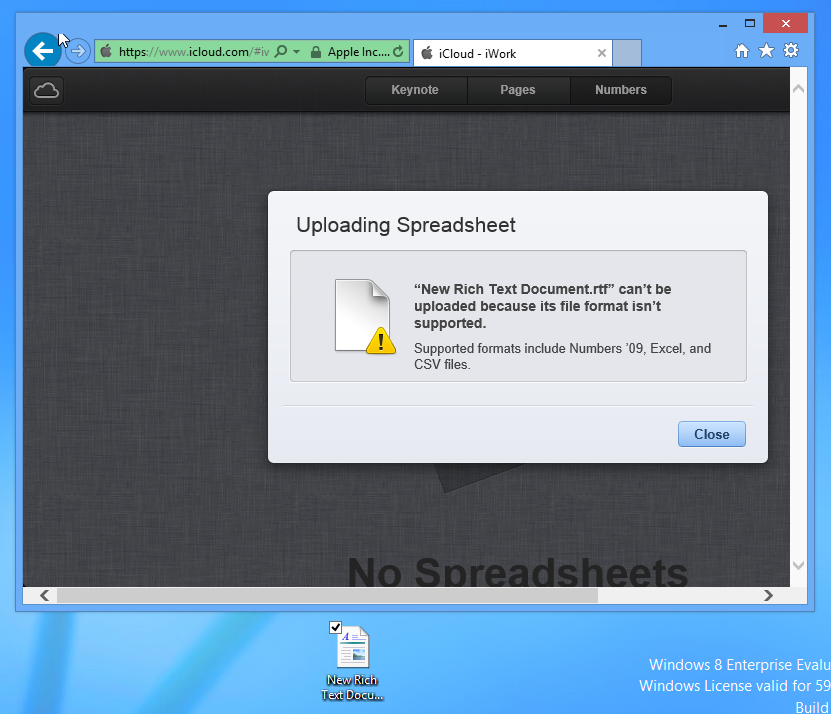 https://www.icloud.com/#iv
Apple Inc....
iCloud - iWork
Keynote
Pages
Numbers
Uploading Spreadsheet
“New Rich Text Document.rtf” can’t be
uploaded because its file format isn’t
supported.
Supported formats include Numbers ’09, Excel, and
CSV files.
Close
No Spreadsheets
New Rich
Text Docu...
Windows 8 Enterprise Evalu
Windows License valid for 59
Build